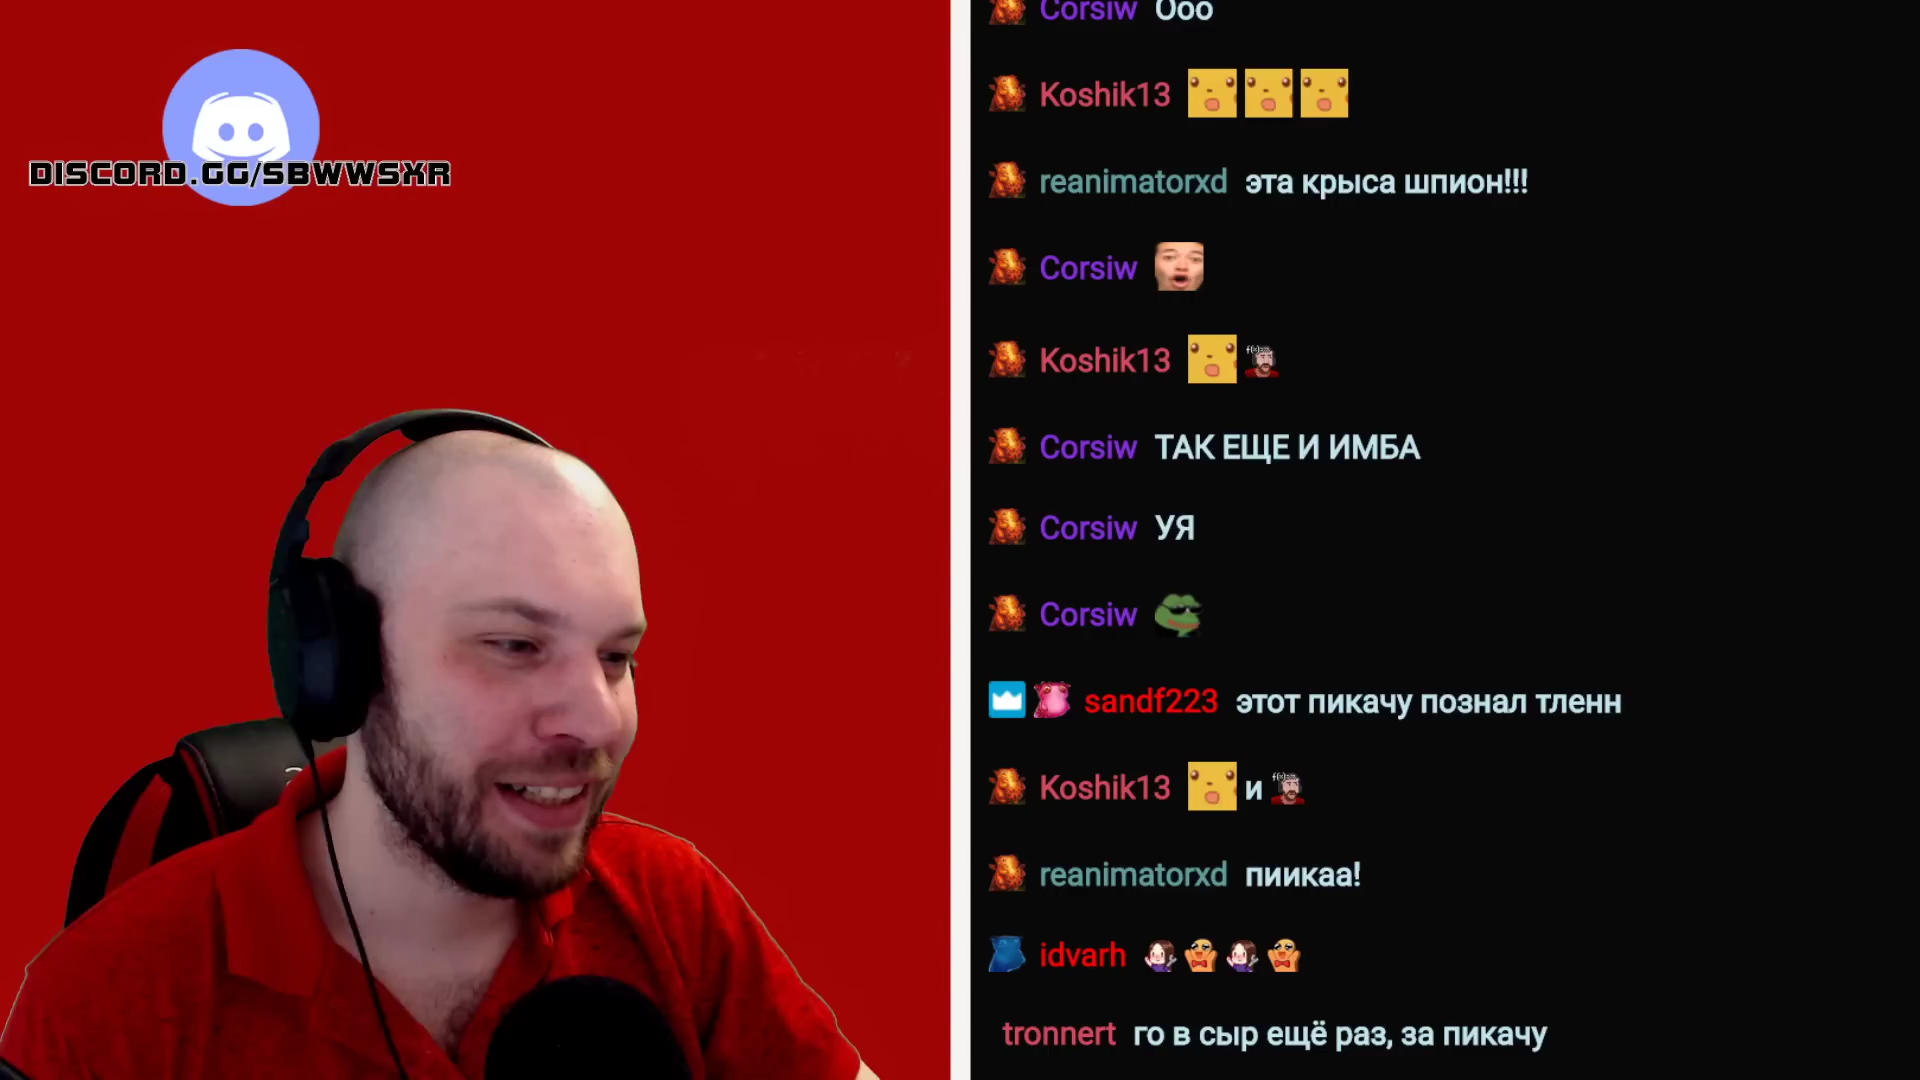 DISCORD.GG/SBWWSXR
Corsiw Ооо
Koshik13
reanimatorxd эта крыса шпион!!!
Corsiw
Koshik13
Corsiw ТАК ЕЩЕ И ИМБА
Corsiw УЯ
Corsiw
sandf223 этот пикачу познал тленн
Koshik13 и
reanimatorxd пиикаа!
idvarh
tronnert го в сыр ещё раз, за пикачу